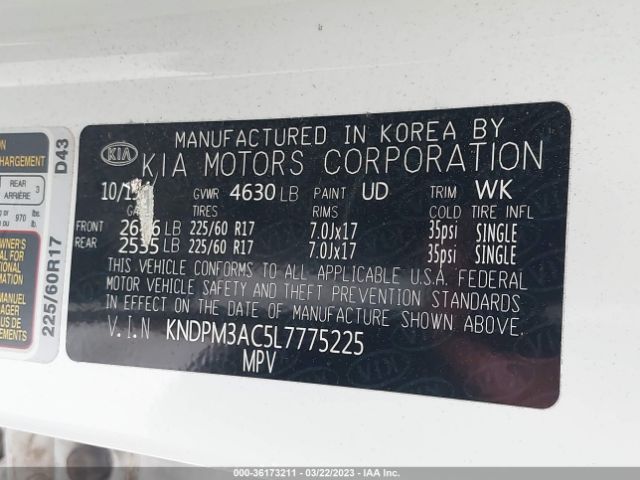 MANUFACTURED IN KOREA BY
KIA KIA MOTORS CORPORATION
GVWR 4630 LB PAINT UD TRIM WK
TIRES RIMS COLD TIRE INFL
FRONT LB 225/60 R17 7.0Jx17 35psi SINGLE
REAR LB 225/60 R17 7.0Jx17 35psi SINGLE
THIS VEHICLE CONFORMS TO ALL APPLICABLE U.S.A. FEDERAL
MOTOR VEHICLE SAFETY AND THEFT PREVENTION STANDARDS
IN EFFECT ON THE DATE OF MANUFACTURE SHOWN ABOVE.
V.I.N KNDPM3AC5L7775225
MPV
225/60R17 D43
REAR
ARRIÈRE 3
970 lbs.
000-36173211 - 03/22/2023 - IAA Inc.